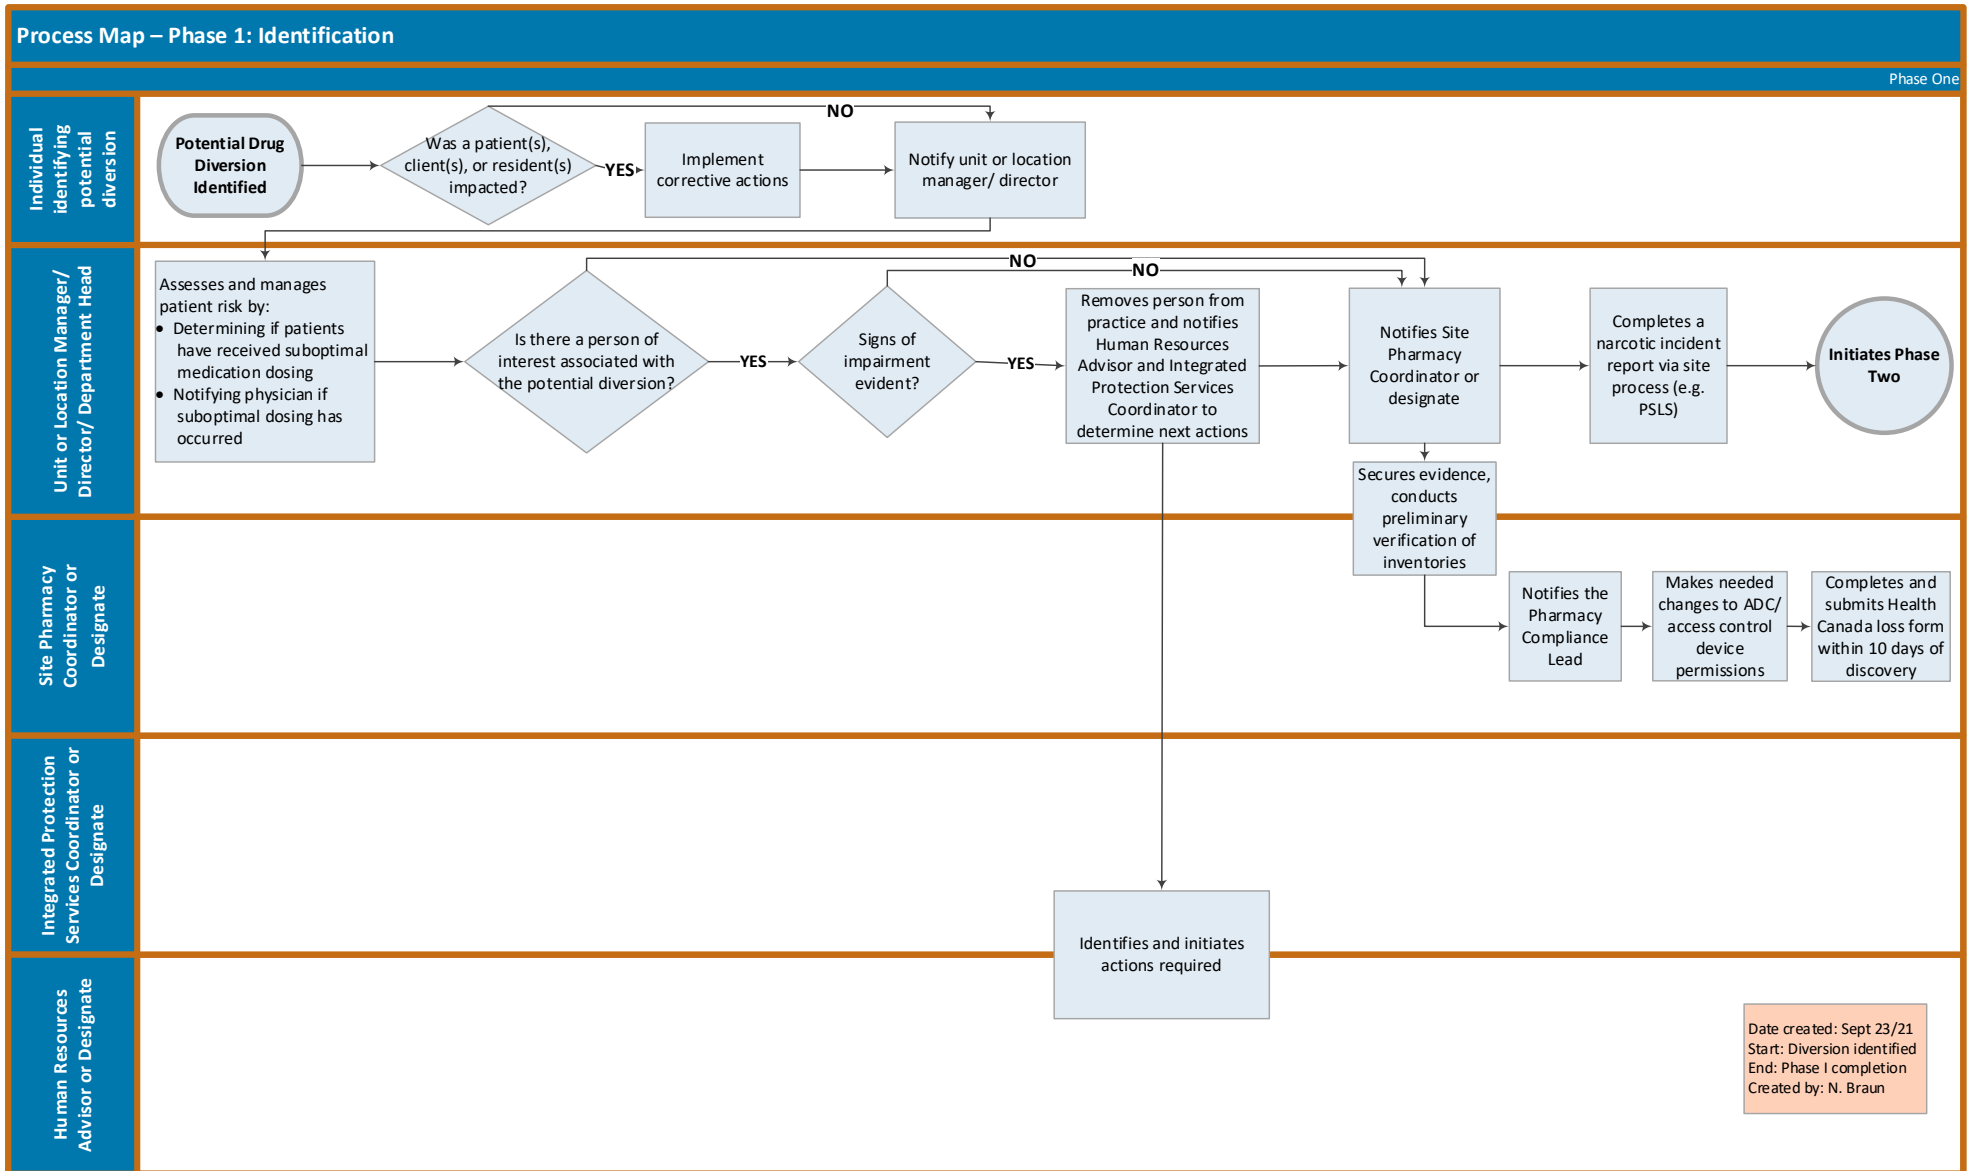 Process Map – Phase 1: Identification
Phase One
Individual
identifying
potential
diversion
Potential Drug
Diversion
Identified
Was a patient(s),
client(s), or resident(s)
impacted?
YES
NO
Implement
corrective actions
Notify unit or location
manager/ director
Unit or Location Manager/
Director/ Department Head
Assesses and manages
patient risk by:
• Determining if patients
have received suboptimal
medication dosing
• Notifying physician if
suboptimal dosing has
occurred
Is there a person of
interest associated with
the potential diversion?
YES
NO
Signs of
impairment
evident?
YES
NO
Removes person from
practice and notifies
Human Resources
Advisor and Integrated
Protection Services
Coordinator to
determine next actions
Notifies Site
Pharmacy
Coordinator or
designate
Completes a
narcotic incident
report via site
process (e.g.
PSLS)
Initiates Phase
Two
Secures evidence,
conducts
preliminary
verification of
inventories
Site Pharmacy
Coordinator or
Designate
Notifies the
Pharmacy
Compliance
Lead
Makes needed
changes to ADC/
access control
device
permissions
Completes and
submits Health
Canada loss form
within 10 days of
discovery
Integrated Protection
Services Coordinator or
Designate
Identifies and initiates
actions required
Human Resources
Advisor or Designate
Date created: Sept 23/21
Start: Diversion identified
End: Phase I completion
Created by: N. Braun